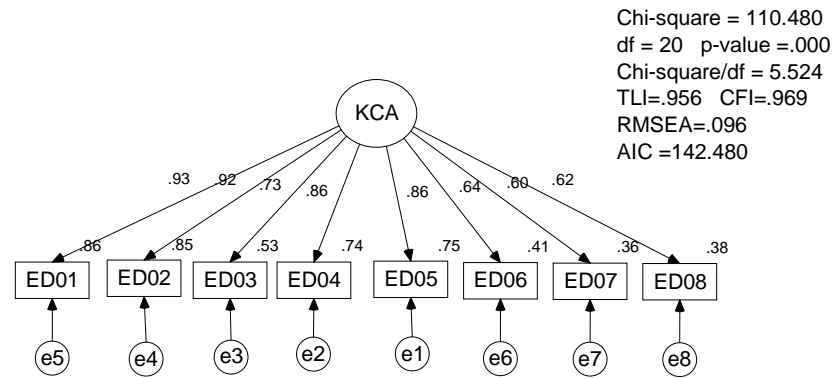 Chi-square = 110.480
df = 20 p-value =.000
Chi-square/df = 5.524
TLI=.956 CFI=.969
RMSEA=.096
AIC =142.480
KCA
.93 .92 .73 .86 .86 .64 .60 .62
.86 .85 .53 .74 .75 .41 .36 .38
ED01 ED02 ED03 ED04 ED05 ED06 ED07 ED08
e5 e4 e3 e2 e1 e6 e7 e8